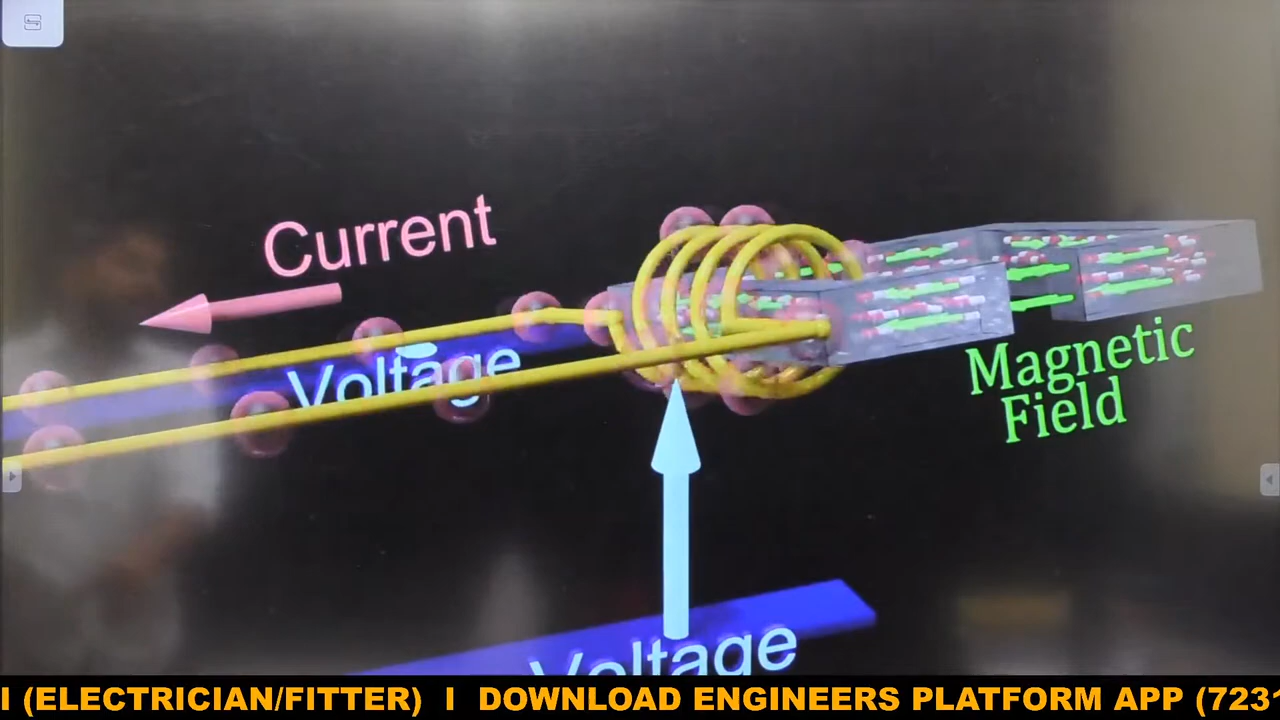 Current
Voltage
Magnetic
Field
Voltage
I (ELECTRICIAN/FITTER) I DOWNLOAD ENGINEERS PLATFORM APP (723